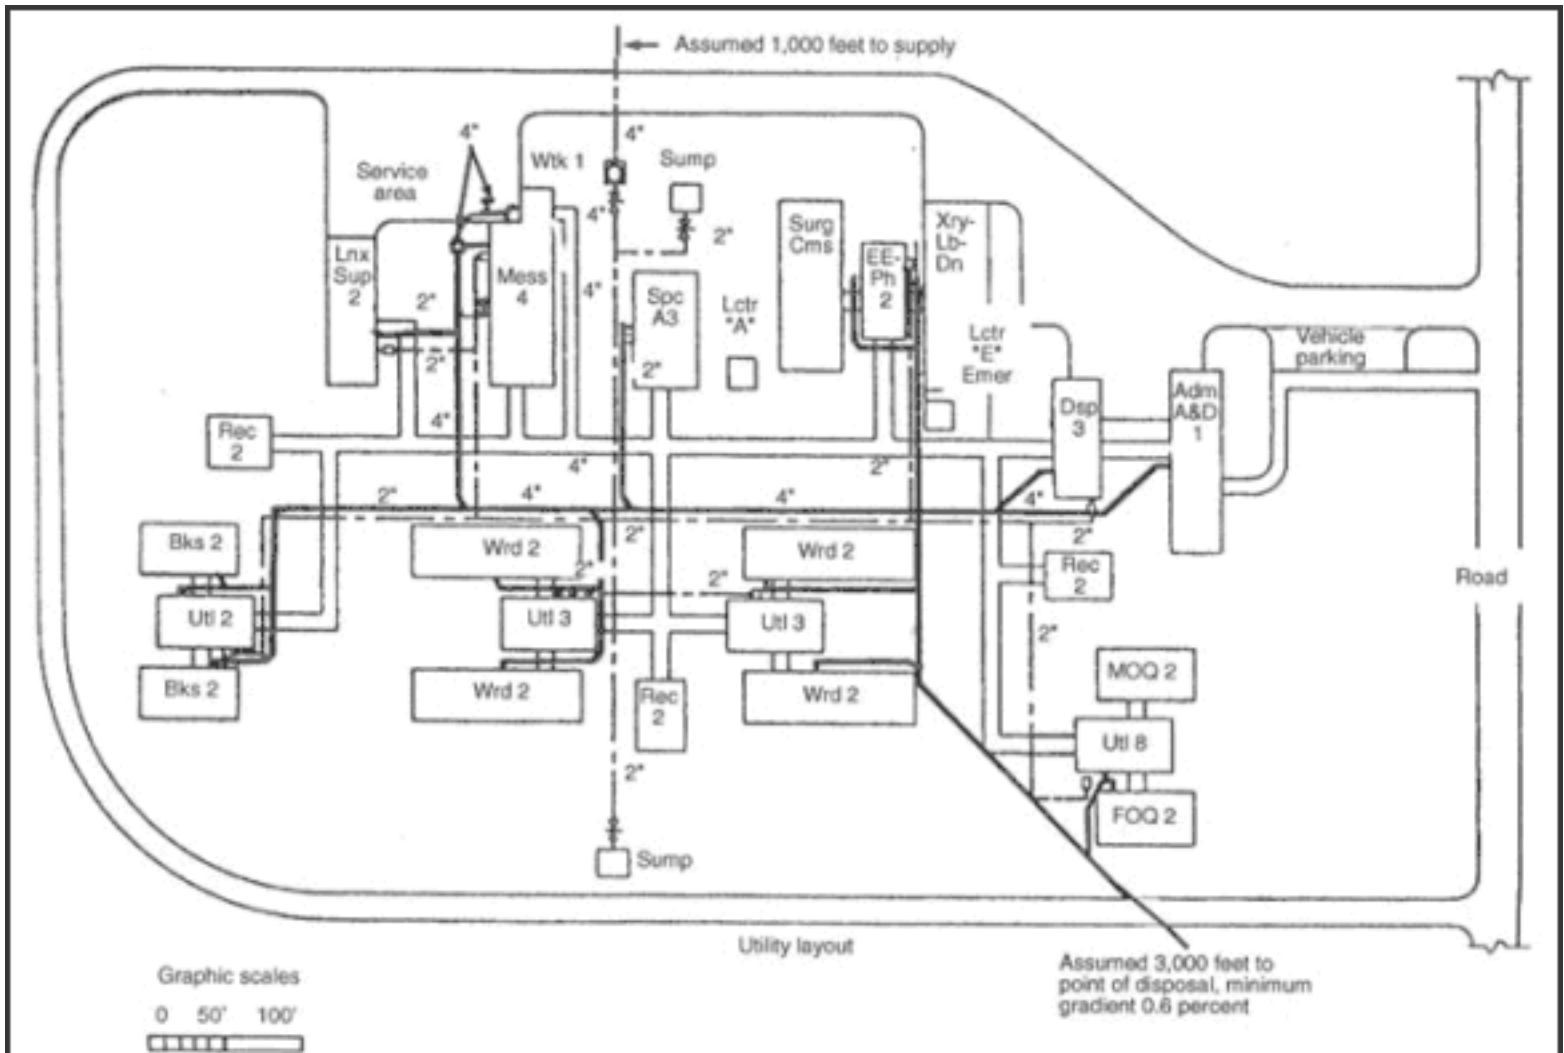 Assumed 1,000 feet to supply
4"
4"
Wtk 1
Sump
Service
area
4"
2"
Surg
Cms
Xry-
Lb-
Dn
Lnx
Sup
2
EE-
Ph
2
Mess
4
4"
Spc
A3
Lctr
"A"
2"
Lctr
"E"
Emer
Vehicle
parking
2"
2"
Dsp
3
Adm
A&D
1
4"
Rec
2
4"
2"
2"
4"
4"
4"
2"
2"
Bks 2
Wrd 2
Wrd 2
2"
2"
Rec
2
Road
Utl 2
Utl 3
Utl 3
2"
Bks 2
Wrd 2
Rec
2
Wrd 2
MOQ 2
Utl 8
2"
FOQ 2
Sump
Utility layout
Assumed 3,000 feet to
point of disposal, minimum
gradient 0.6 percent
Graphic scales
0 50' 100'